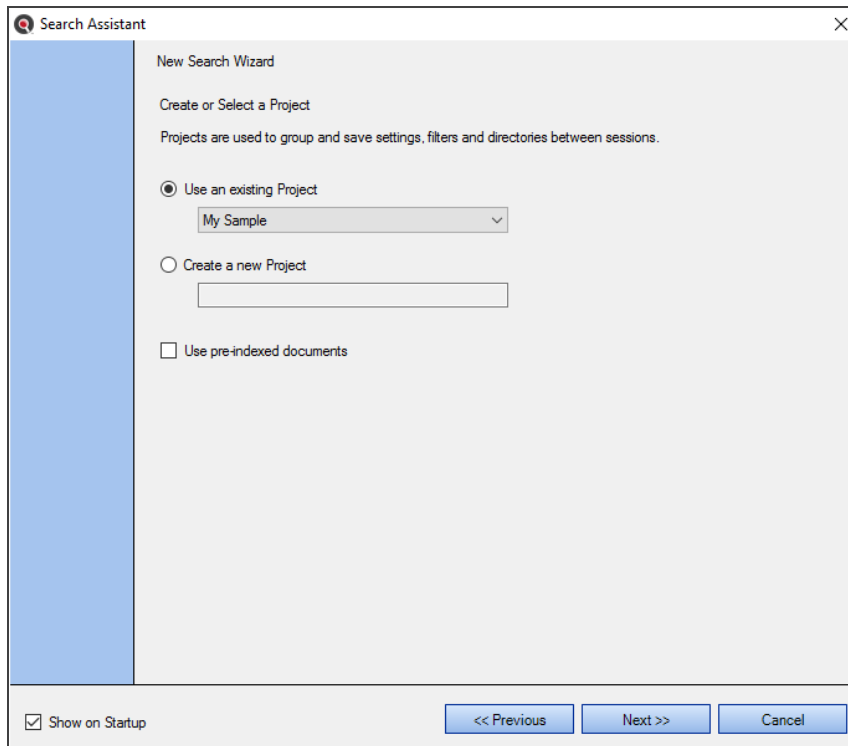 Search Assistant
New Search Wizard
Create or Select a Project
Projects are used to group and save settings, filters and directories between sessions.
Use an existing Project
My Sample
Create a new Project
Use pre-indexed documents
Show on Startup
<< Previous
Next >>
Cancel